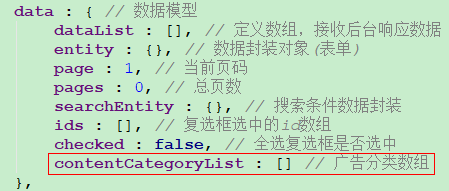 data : { // 数据模型
dataList : [], // 定义数组，接收后台响应数据
entity : {}, // 数据封装对象(表单)
page : 1, // 当前页码
pages : 0, // 总页数
searchEntity : {}, // 搜索条件数据封装
ids : [], // 复选框选中的id数组
checked : false, // 全选复选框是否选中
contentCategoryList : [] // 广告分类数组
},